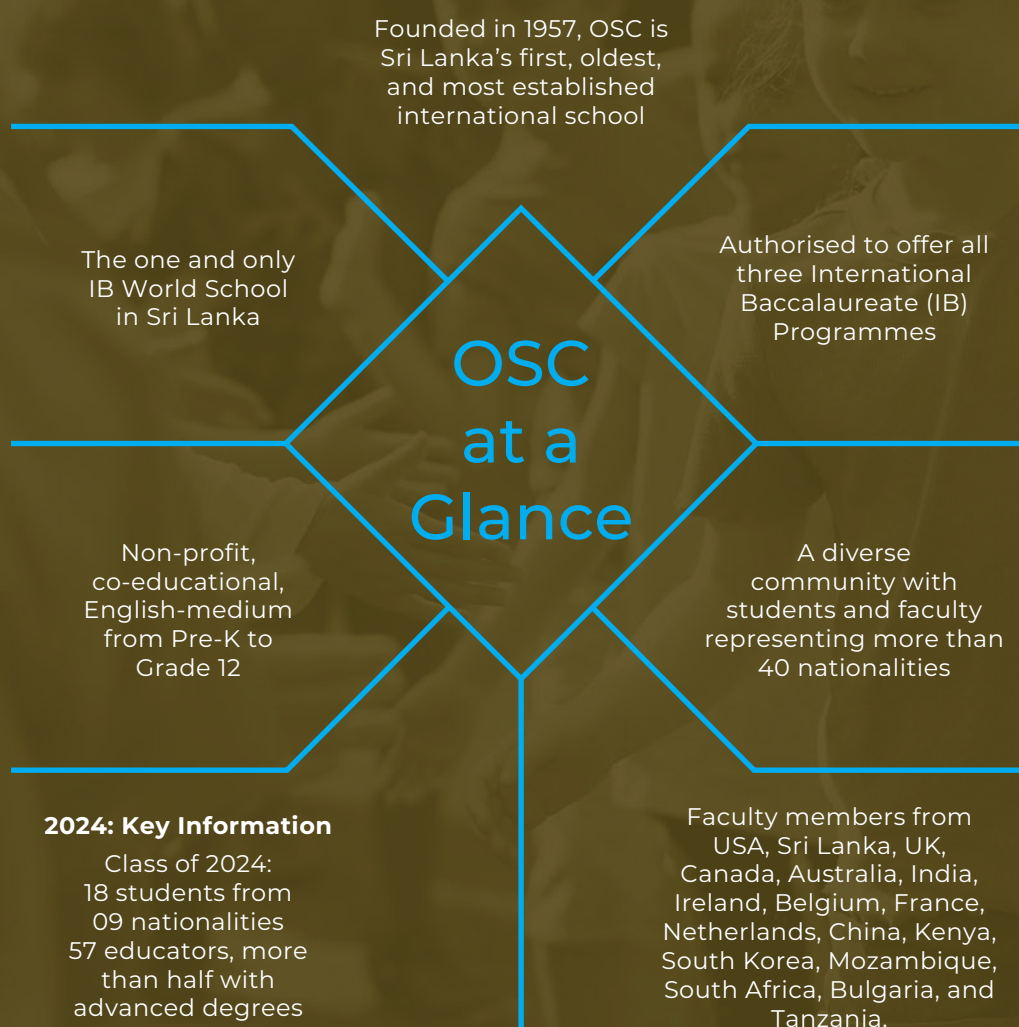 Founded in 1957, OSC is
Sri Lanka's first, oldest,
and most established
international school
The one and only
IB World School
in Sri Lanka
Authorised to offer all
three International
Baccalaureate (IB)
Programmes
OSC
at a
Glance
Non-profit,
co-educational,
English-medium
from Pre-K to
Grade 12
A diverse
community with
students and faculty
representing more than
40 nationalities
2024: Key Information
Class of 2024:
18 students from
09 nationalities
57 educators, more
than half with
advanced degrees
Faculty members from
USA, Sri Lanka, UK,
Canada, Australia, India,
Ireland, Belgium, France,
Netherlands, China, Kenya,
South Korea, Mozambique,
South Africa, Bulgaria, and
Tanzania.